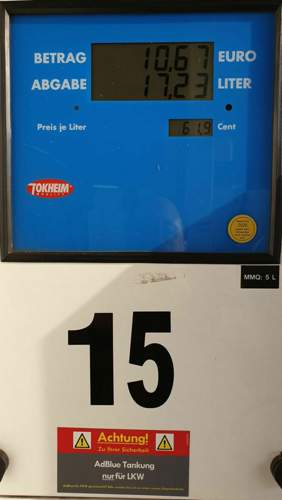 BETRAG 10,67 EURO
ABGABE 17,23 LITER
Preis je Liter 61,9 Cent
TOKHEIM
MMQ: 5 L
15
Achtung!
Zu Ihrer Sicherheit
AdBlue Tankung
nur für LKW